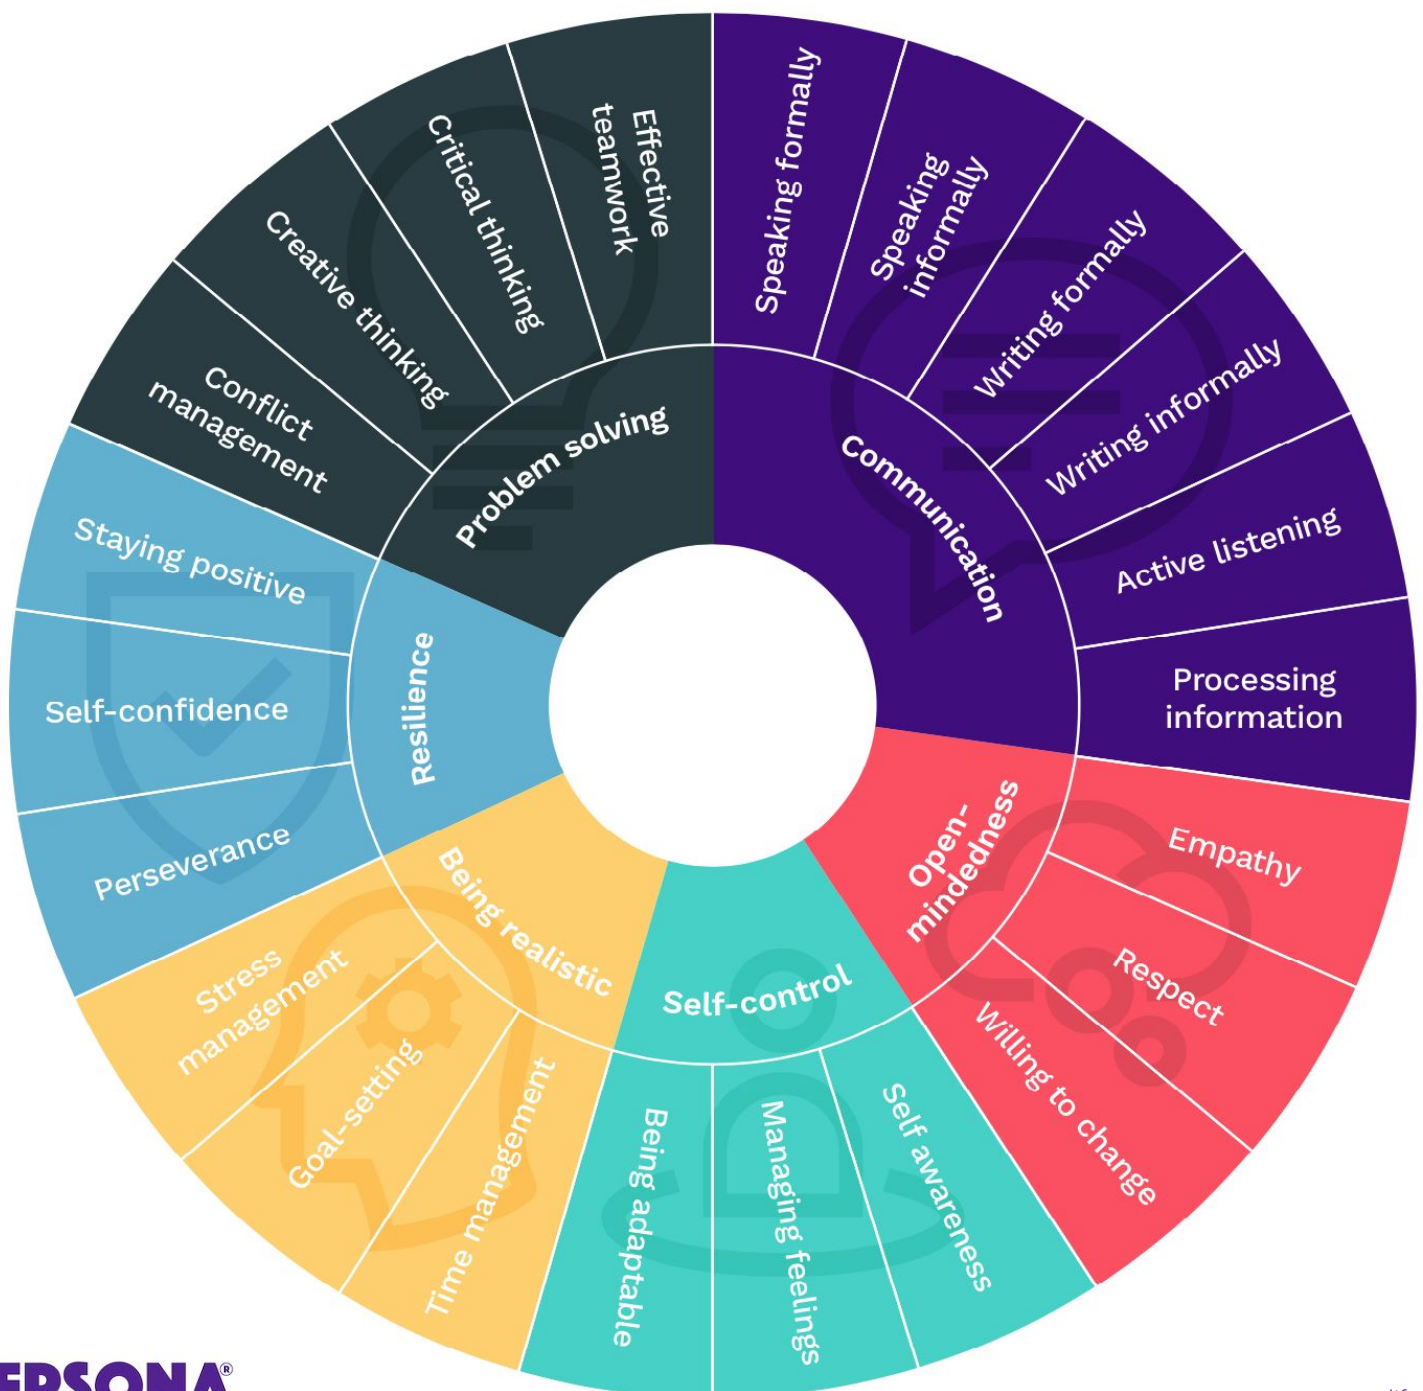 Speaking formally
Speaking
informally
Writing formally
Writing informally
Active listening
Processing
information
Communication
Empathy
Respect
Willing to change
Open-
mindedness
Self awareness
Managing feelings
Being adaptable
Self-control
Time management
Goal-setting
Stress
management
Being realistic
Perseverance
Self-confidence
Staying positive
Resilience
Conflict
management
Creative thinking
Critical thinking
Effective
teamwork
Problem solving
ERSONA®